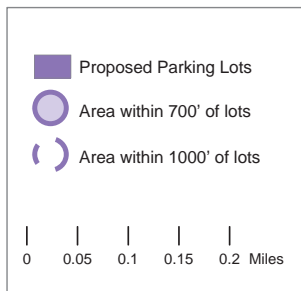 Proposed Parking Lots
Area within 700' of lots
Area within 1000' of lots
0 0.05 0.1 0.15 0.2 Miles